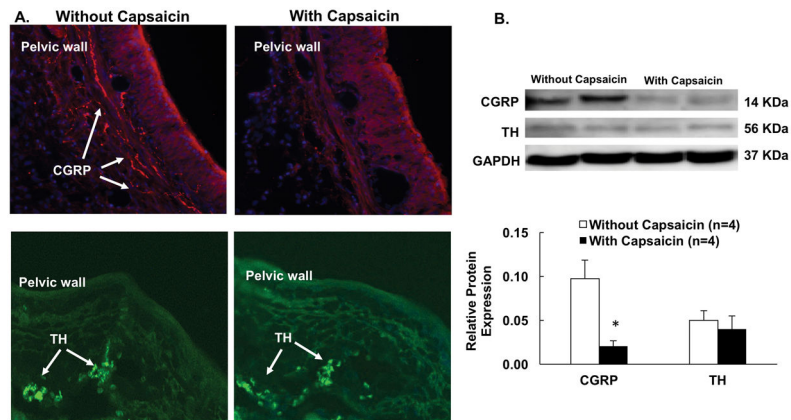 A.
Without Capsaicin
With Capsaicin
Pelvic wall
Pelvic wall
CGRP
Pelvic wall
Pelvic wall
TH
TH
B.
Without Capsaicin
With Capsaicin
CGRP
14 KDa
TH
56 KDa
GAPDH
37 KDa
Without Capsaicin (n=4)
With Capsaicin (n=4)
Relative Protein
Expression
0.15
0.10
0.05
0.00
*
CGRP
TH